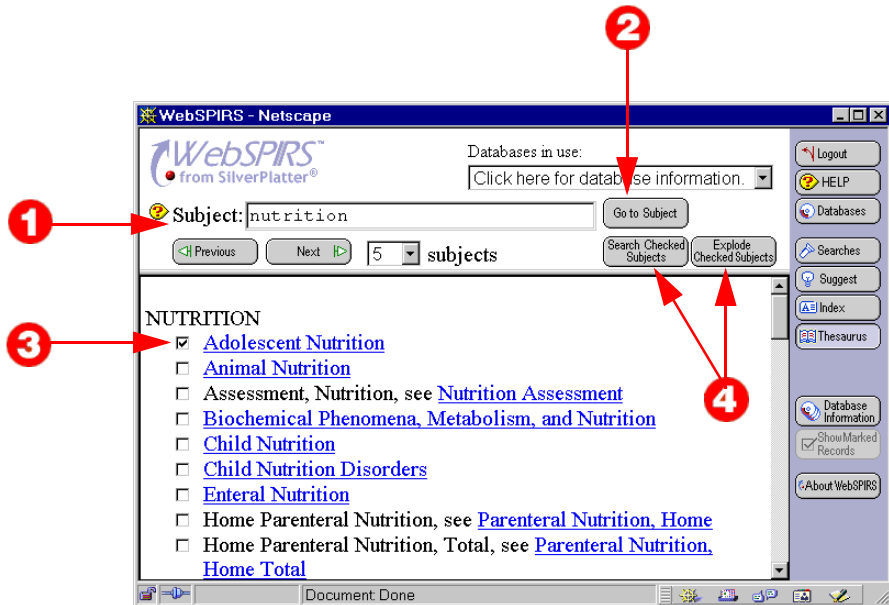 2
WebSPIRS - Netscape
WebSPIRS™
from SilverPlatter®
Databases in use:
Click here for database information.
Logout
HELP
Databases
1
Subject: nutrition
Go to Subject
Previous
Next
5
subjects
Search Checked
Subjects
Explode
Checked Subjects
Searches
Suggest
Index
Thesaurus
NUTRITION
3
Adolescent Nutrition
Animal Nutrition
Assessment, Nutrition, see Nutrition Assessment
4
Biochemical Phenomena, Metabolism, and Nutrition
Child Nutrition
Child Nutrition Disorders
Enteral Nutrition
Home Parenteral Nutrition, see Parenteral Nutrition, Home
Home Parenteral Nutrition, Total, see Parenteral Nutrition,
Home Total
Database
Information
Show Marked
Records
About WebSPIRS
Document: Done